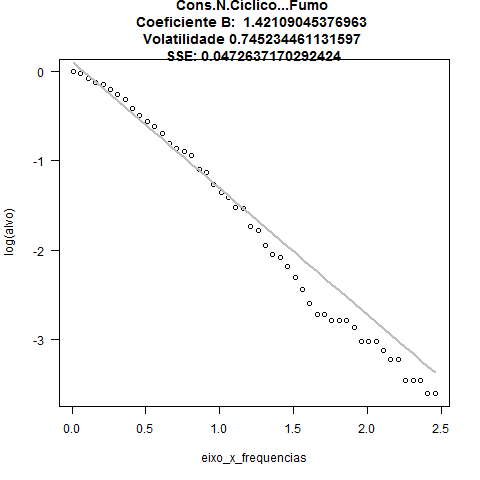 Cons.N.Ciclico...Fumo
Coeficiente B:  1.42109045376963
Volatilidade 0.745234461131597
SSE: 0.0472637170292424
0
-1
-2
-3
log(alvo)
0.0
0.5
1.0
1.5
2.0
2.5
eixo_x_frequencias